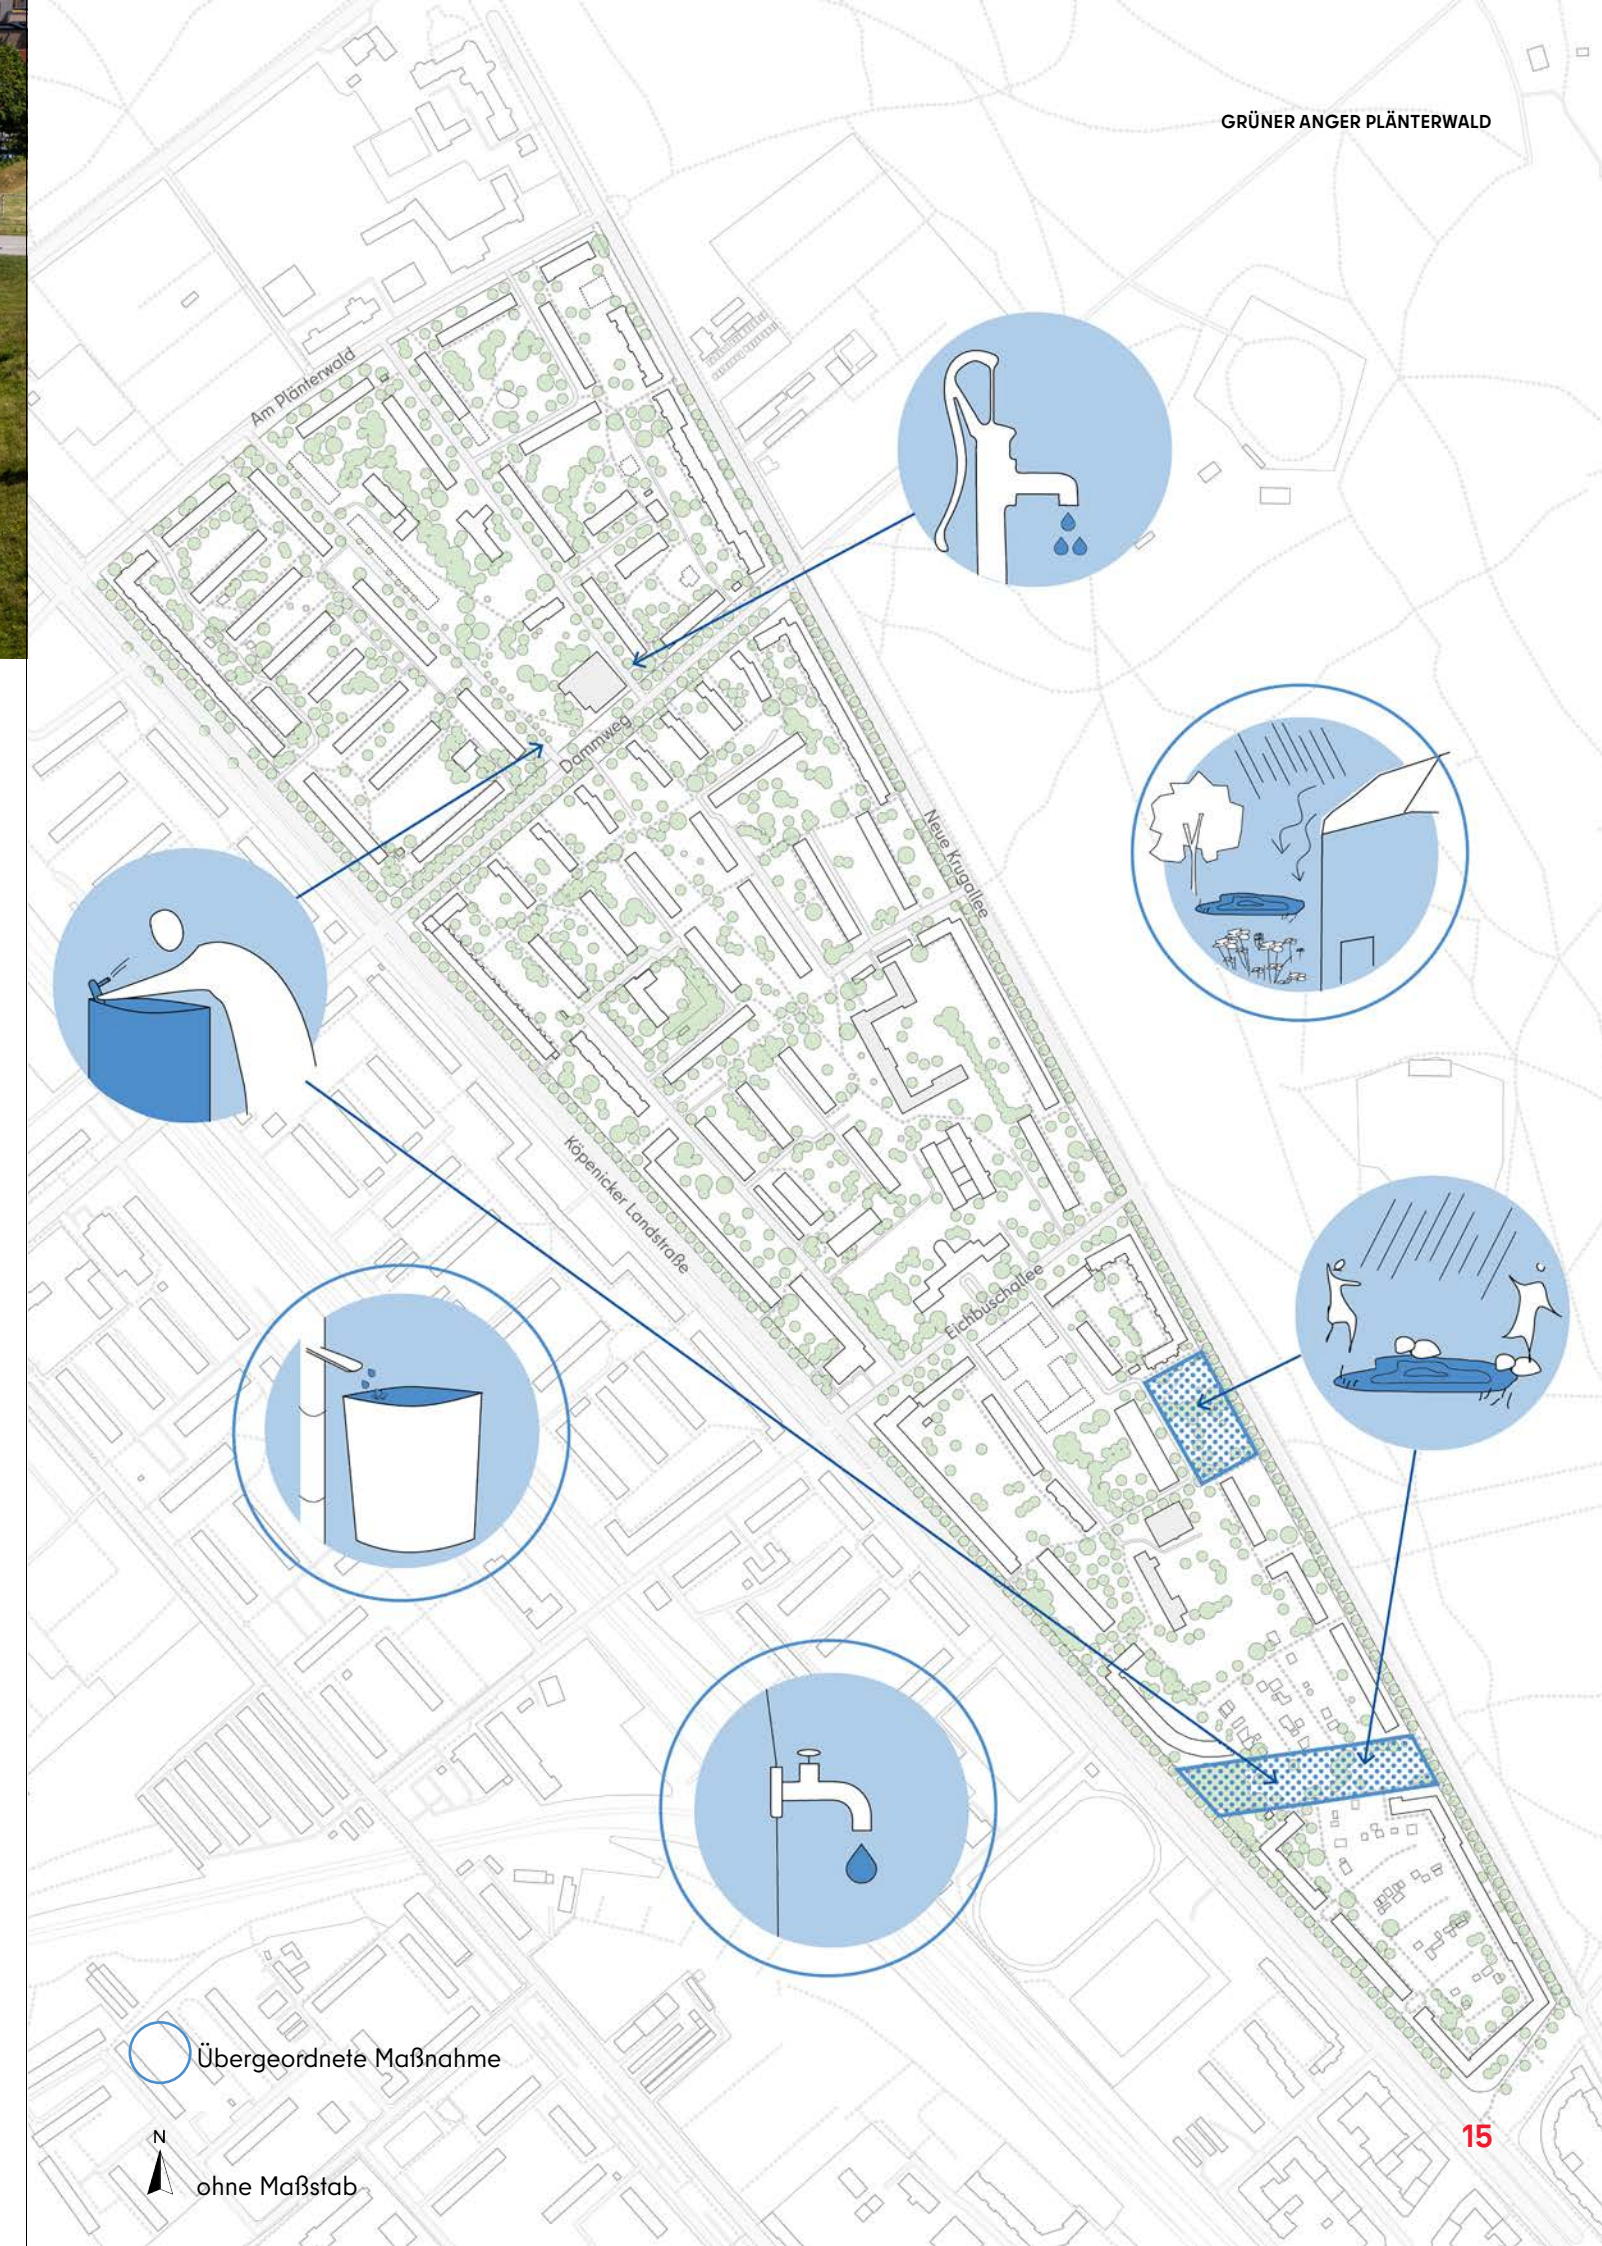 GRÜNER ANGER PLÄNTERWALD
Am Plänterwald
Dammweg
Neue Krugallee
Köpenicker Landstraße
Eichbuschallee
Übergeordnete Maßnahme
N
ohne Maßstab
15